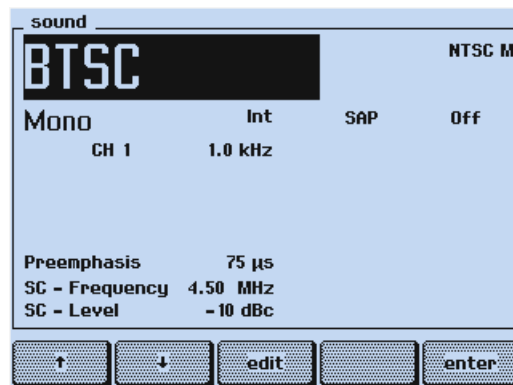 sound
BTSC NTSC M
Mono Int SAP Off
CH 1 1.0 kHz
Preemphasis 75 µs
SC - Frequency 4.50 MHz
SC - Level -10 dBc
↑ ↓ edit enter